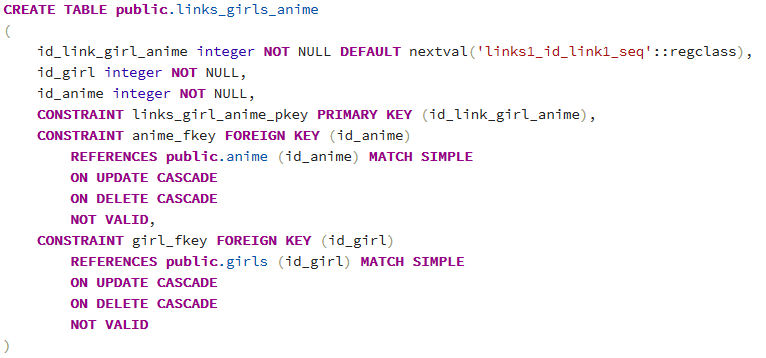 CREATE TABLE public.links_girls_anime
(
id_link_girl_anime integer NOT NULL DEFAULT nextval('links1_id_link1_seq'::regclass),
id_girl integer NOT NULL,
id_anime integer NOT NULL,
CONSTRAINT links_girl_anime_pkey PRIMARY KEY (id_link_girl_anime),
CONSTRAINT anime_fkey FOREIGN KEY (id_anime)
REFERENCES public.anime (id_anime) MATCH SIMPLE
ON UPDATE CASCADE
ON DELETE CASCADE
NOT VALID,
CONSTRAINT girl_fkey FOREIGN KEY (id_girl)
REFERENCES public.girls (id_girl) MATCH SIMPLE
ON UPDATE CASCADE
ON DELETE CASCADE
NOT VALID
)